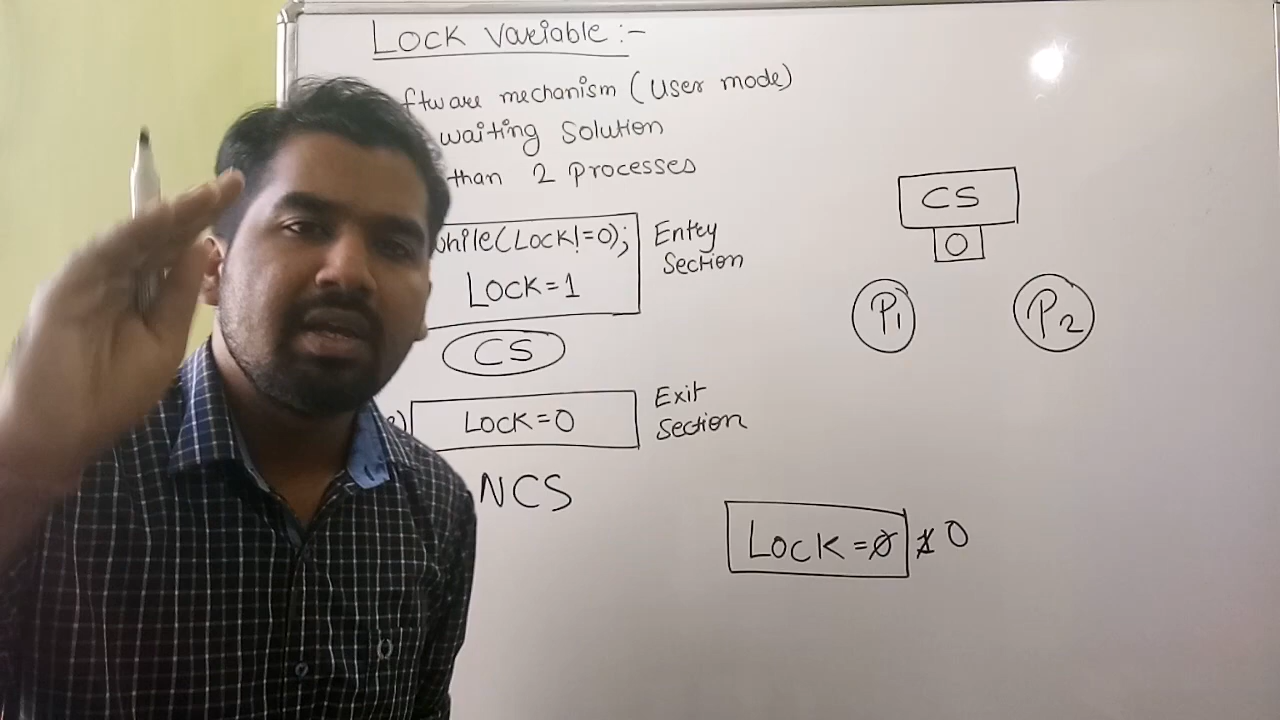 Lock Variable :-
ftware mechanism (User mode)
waiting Solution
than 2 processes
while(Lock!=0);
Lock=1
Entry
Section
CS
Lock=0
Exit
Section
NCS
CS
0
P1
P2
Lock=0 1 0